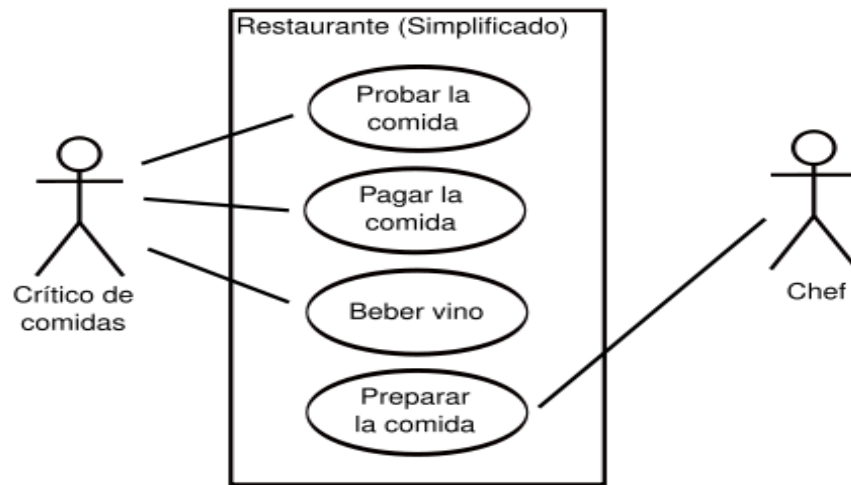 Restaurante (Simplificado)
Probar la
comida
Pagar la
comida
Beber vino
Preparar
la comida
Crítico de
comidas
Chef